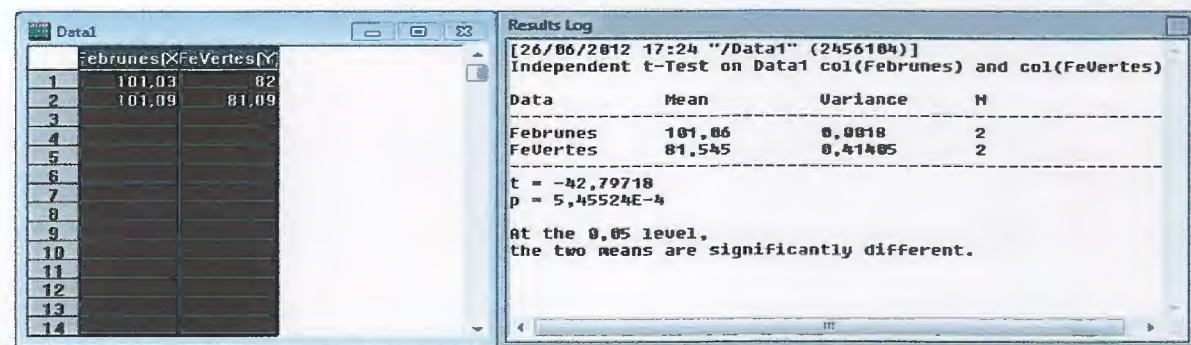 Data1
Februnes[X FeVertes[Y]
1 101,03 82
2 101,09 81,09
3
4
5
6
7
8
9
10
11
12
13
14
Results Log
[26/06/2012 17:24 "/Data1" (2456104)]
Independent t-Test on Data1 col(Februnes) and col(FeVertes)
Data Mean Variance N
Februnes 101,06 0,0018 2
FeVertes 81,545 0,41405 2
t = -42,79718
p = 5,45524E-4
At the 0,05 level,
the two means are significantly different.